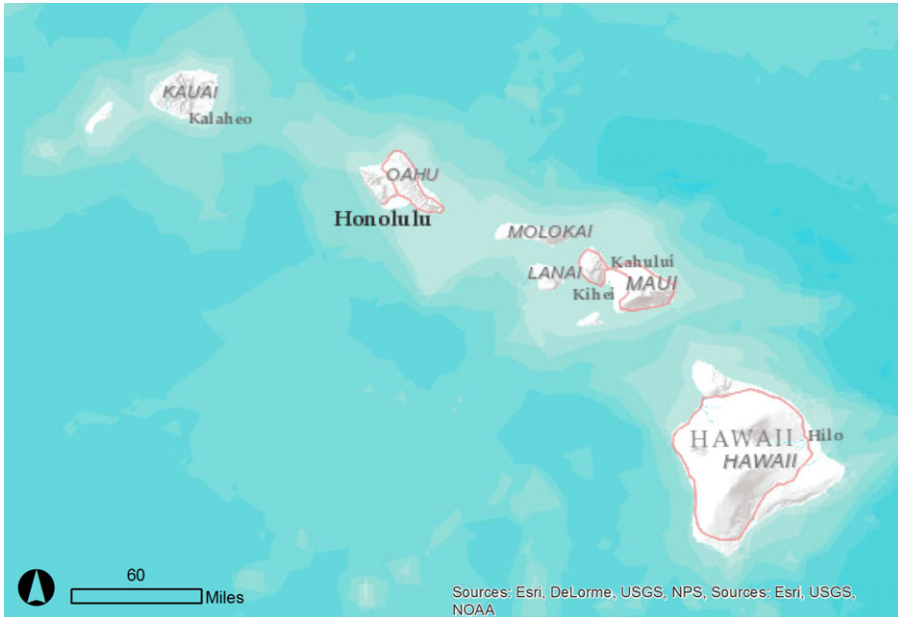 KAUAI
Kalaheo
OAHU
Honolulu
MOLOKAI
LANAI
Kahului
MAUI
Kihei
HAWAII
Hilo
HAWAII
60
Miles
Sources: Esri, DeLorme, USGS, NPS, Sources: Esri, USGS,
NOAA